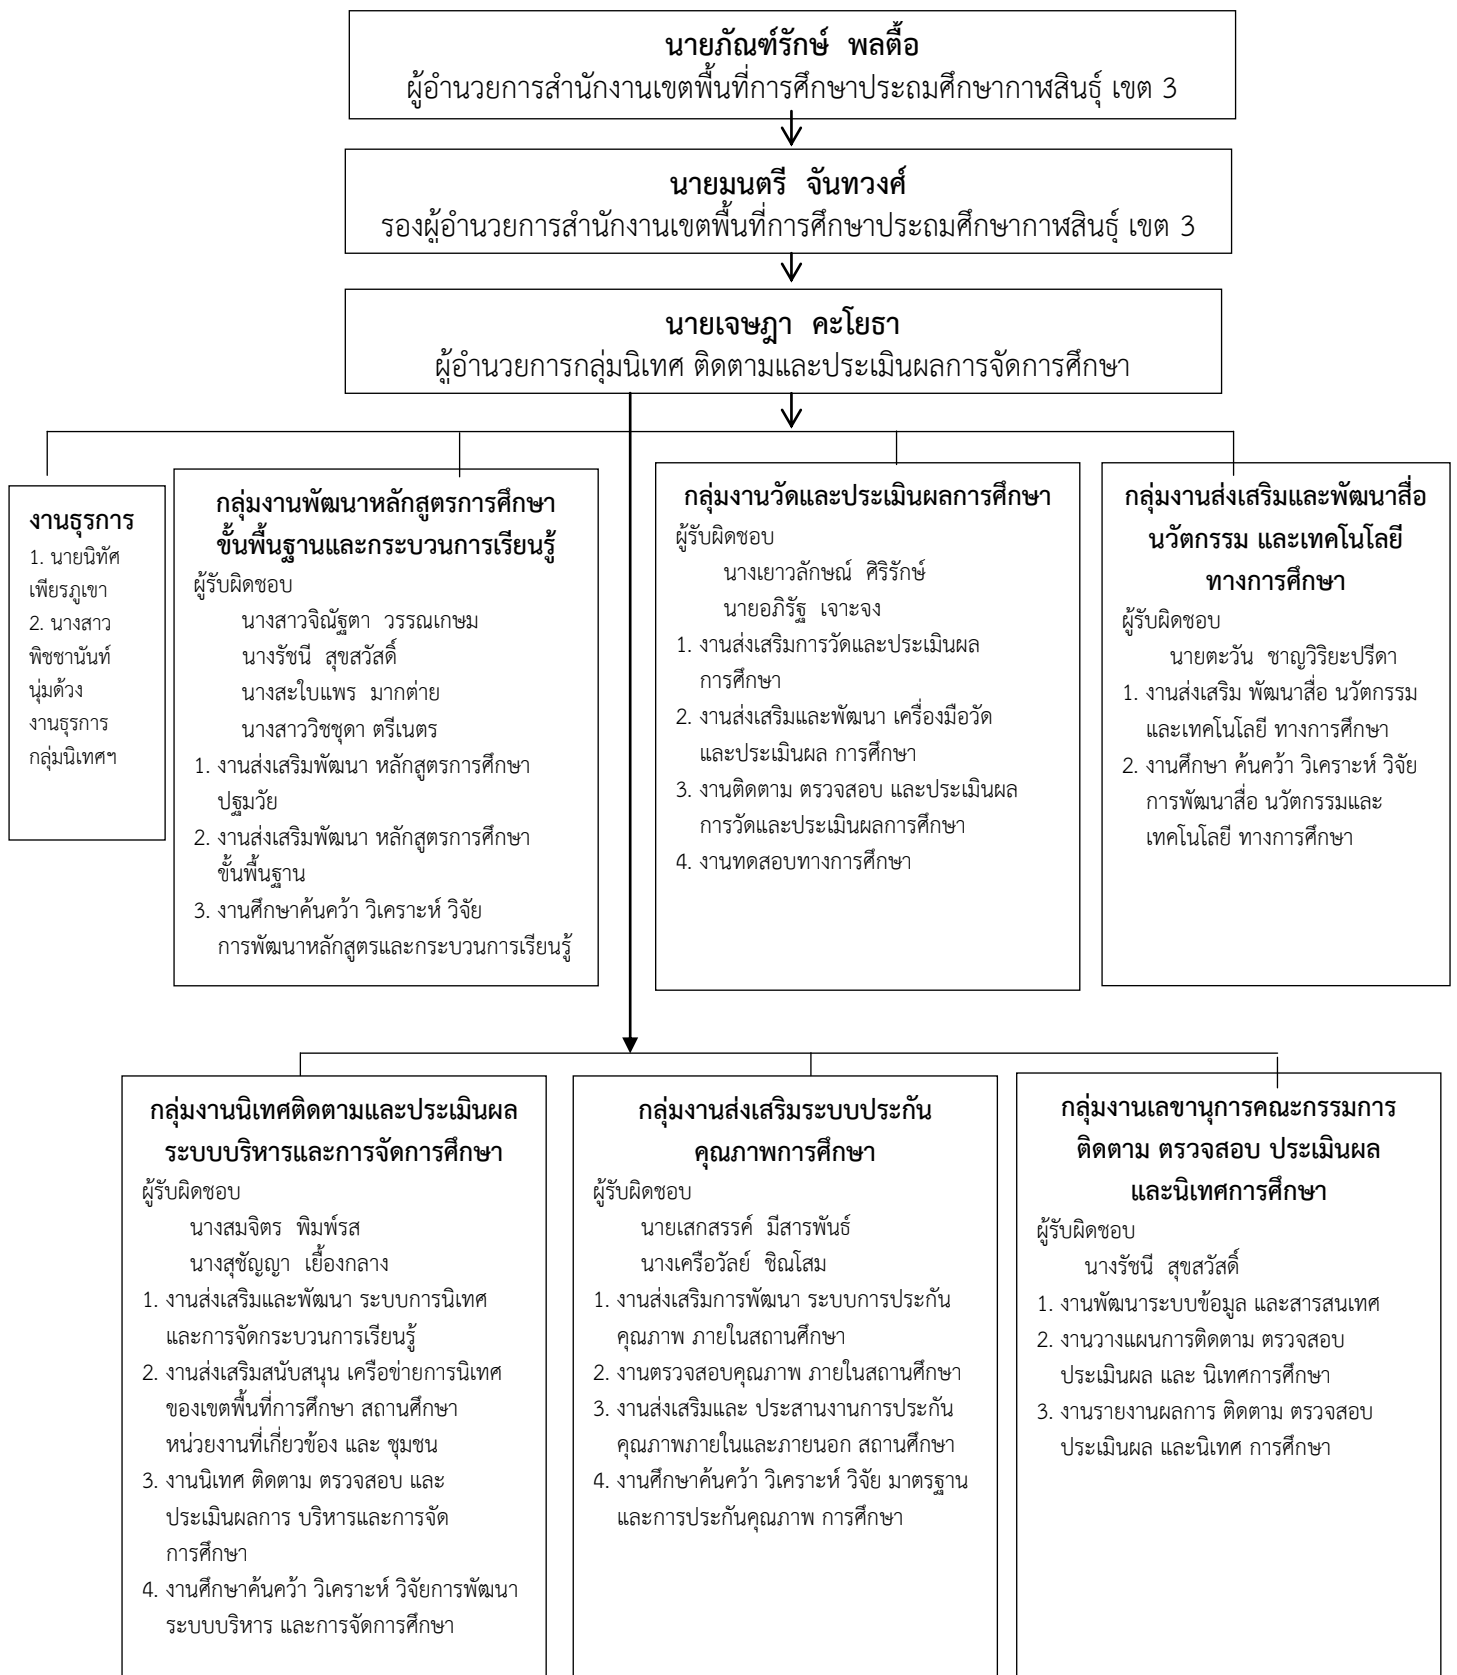 นายภัณฑ์รักษ์ พลตื้อ
ผู้อำนวยการสำนักงานเขตพื้นที่การศึกษาประถมศึกษากาฬสินธุ์ เขต 3
นายมนตรี จันทวงศ์
รองผู้อำนวยการสำนักงานเขตพื้นที่การศึกษาประถมศึกษากาฬสินธุ์ เขต 3
นายเจษฎา คะโยธา
ผู้อำนวยการกลุ่มนิเทศ ติดตามและประเมินผลการจัดการศึกษา
งานธุรการ
1. นายนิทัศ
เพียรภูเขา
2. นางสาว
พิชชานันท์
นุ่มด้วง
งานธุรการ
กลุ่มนิเทศฯ
กลุ่มงานพัฒนาหลักสูตรการศึกษา
ขั้นพื้นฐานและกระบวนการเรียนรู้
ผู้รับผิดชอบ
นางสาวจิณัฐตา วรรณเกษม
นางรัชนี สุขสวัสดิ์
นางสะใบแพร มากต่าย
นางสาววิชชุดา ตรีเนตร
1. งานส่งเสริมพัฒนา หลักสูตรการศึกษา
ปฐมวัย
2. งานส่งเสริมพัฒนา หลักสูตรการศึกษา
ขั้นพื้นฐาน
3. งานศึกษาค้นคว้า วิเคราะห์ วิจัย
การพัฒนาหลักสูตรและกระบวนการเรียนรู้
กลุ่มงานวัดและประเมินผลการศึกษา
ผู้รับผิดชอบ
นางเยาวลักษณ์ ศิริรักษ์
นายอภิรัฐ เจาะจง
1. งานส่งเสริมการวัดและประเมินผล
การศึกษา
2. งานส่งเสริมและพัฒนา เครื่องมือวัด
และประเมินผล การศึกษา
3. งานติดตาม ตรวจสอบ และประเมินผล
การวัดและประเมินผลการศึกษา
4. งานทดสอบทางการศึกษา
กลุ่มงานส่งเสริมและพัฒนาสื่อ
นวัตกรรม และเทคโนโลยี
ทางการศึกษา
ผู้รับผิดชอบ
นายตะวัน ชาญวิริยะปรีดา
1. งานส่งเสริม พัฒนาสื่อ นวัตกรรม
และเทคโนโลยี ทางการศึกษา
2. งานศึกษา ค้นคว้า วิเคราะห์ วิจัย
การพัฒนาสื่อ นวัตกรรมและ
เทคโนโลยี ทางการศึกษา
กลุ่มงานนิเทศติดตามและประเมินผล
ระบบบริหารและการจัดการศึกษา
ผู้รับผิดชอบ
นางสมจิตร พิมพ์รส
นางสุชัญญา เยื้องกลาง
1. งานส่งเสริมและพัฒนา ระบบการนิเทศ
และการจัดกระบวนการเรียนรู้
2. งานส่งเสริมสนับสนุน เครือข่ายการนิเทศ
ของเขตพื้นที่การศึกษา สถานศึกษา
หน่วยงานที่เกี่ยวข้อง และ ชุมชน
3. งานนิเทศ ติดตาม ตรวจสอบ และ
ประเมินผลการ บริหารและการจัด
การศึกษา
4. งานศึกษาค้นคว้า วิเคราะห์ วิจัยการพัฒนา
ระบบบริหาร และการจัดการศึกษา
กลุ่มงานส่งเสริมระบบประกัน
คุณภาพการศึกษา
ผู้รับผิดชอบ
นายเสกสรรค์ มีสารพันธ์
นางเครือวัลย์ ชิณโสม
1. งานส่งเสริมการพัฒนา ระบบการประกัน
คุณภาพ ภายในสถานศึกษา
2. งานตรวจสอบคุณภาพ ภายในสถานศึกษา
3. งานส่งเสริมและ ประสานงานการประกัน
คุณภาพภายในและภายนอก สถานศึกษา
4. งานศึกษาค้นคว้า วิเคราะห์ วิจัย มาตรฐาน
และการประกันคุณภาพ การศึกษา
กลุ่มงานเลขานุการคณะกรรมการ
ติดตาม ตรวจสอบ ประเมินผล
และนิเทศการศึกษา
ผู้รับผิดชอบ
นางรัชนี สุขสวัสดิ์
1. งานพัฒนาระบบข้อมูล และสารสนเทศ
2. งานวางแผนการติดตาม ตรวจสอบ
ประเมินผล และ นิเทศการศึกษา
3. งานรายงานผลการ ติดตาม ตรวจสอบ
ประเมินผล และนิเทศ การศึกษา